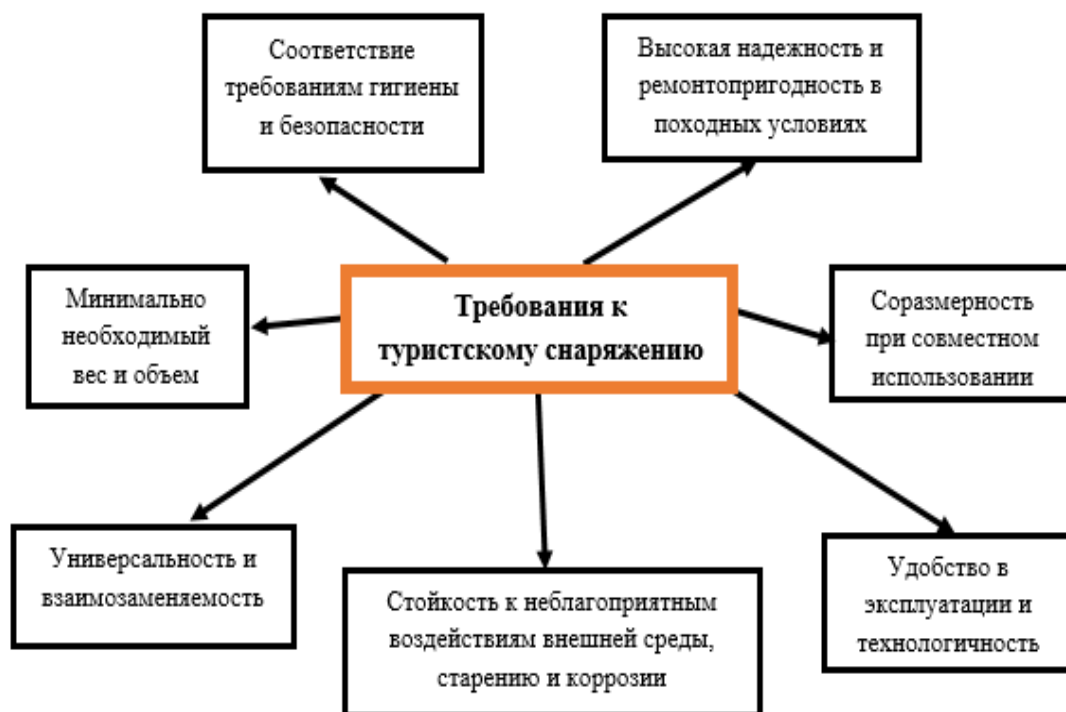 Соответствие
требованиям гигиены
и безопасности
Высокая надежность и
ремонтопригодность в
походных условиях
Минимально
необходимый
вес и объем
Требования к
туристскому снаряжению
Соразмерность
при совместном
использовании
Универсальность и
взаимозаменяемость
Стойкость к неблагоприятным
воздействиям внешней среды,
старению и коррозии
Удобство в
эксплуатации и
технологичность